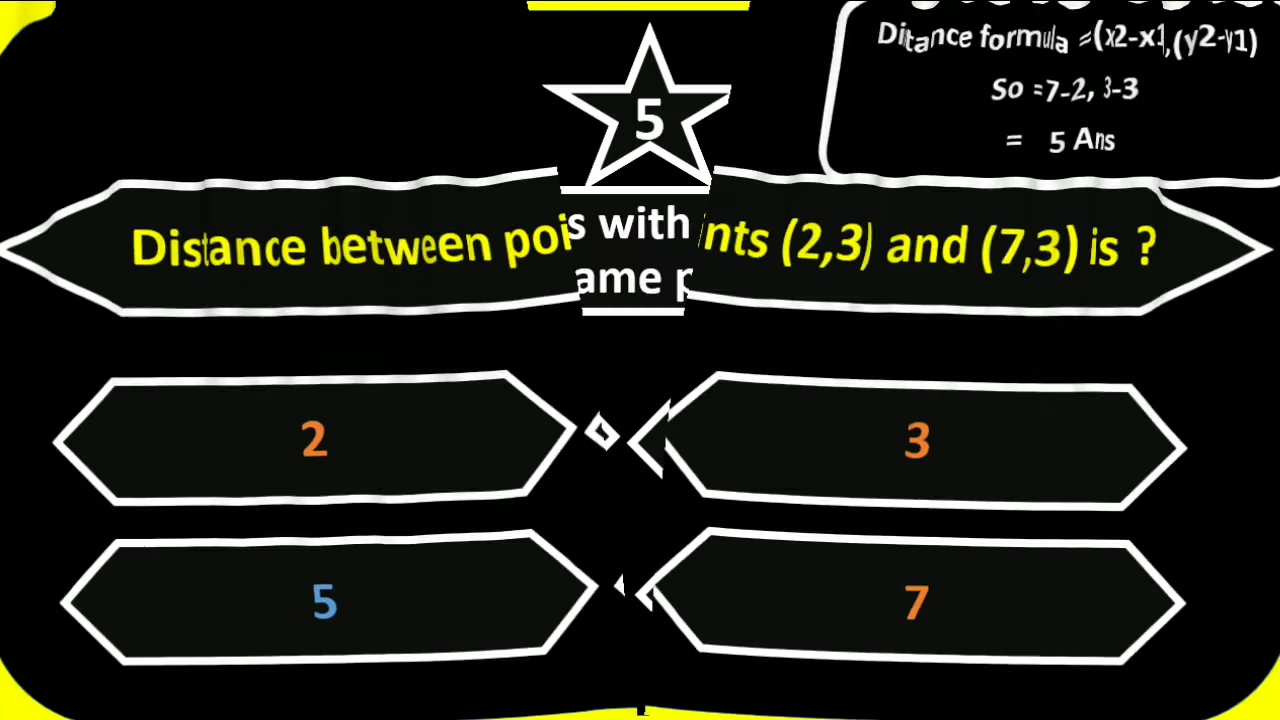 Ditance formula =(x2-x1,(y2-y1)
So =7-2, 3-3
= 5 Ans
5
Distance between poi s with ints (2,3) and (7,3) is ?
ame p
2
3
5
7